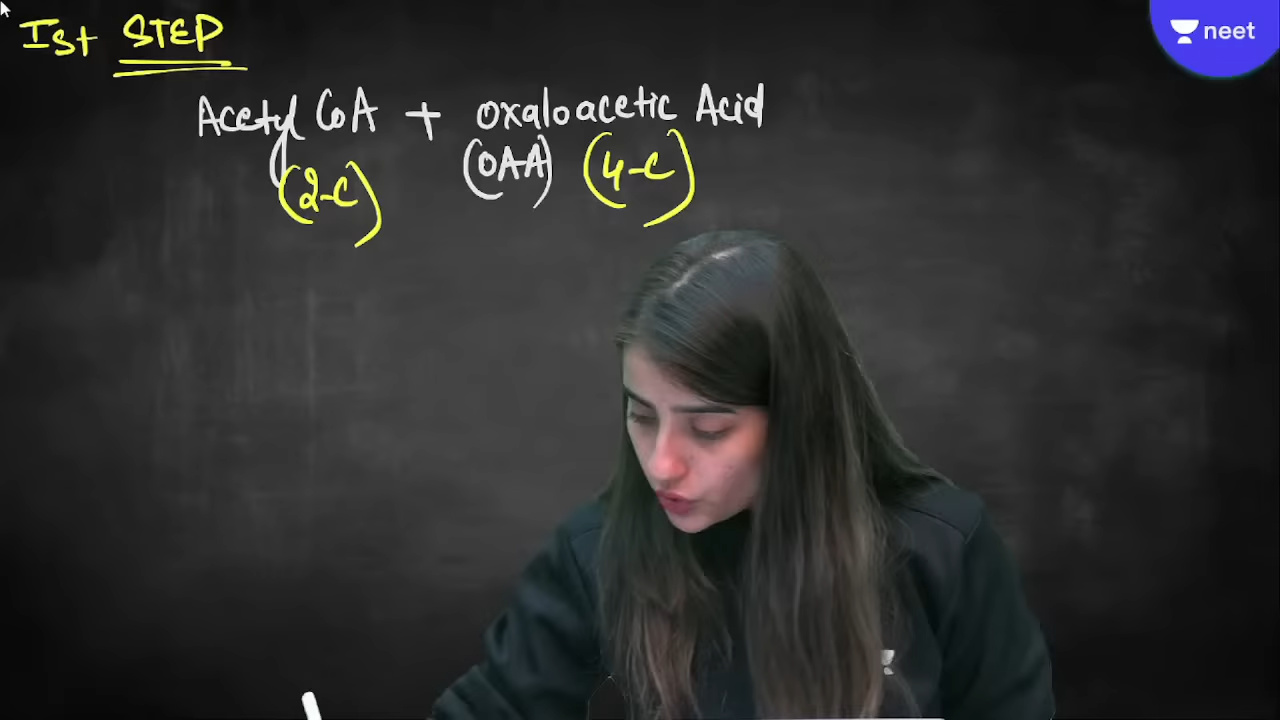 Ist STEP
neet
Acetyl CoA + Oxaloacetic Acid
(2-C) (OAA) (4-C)